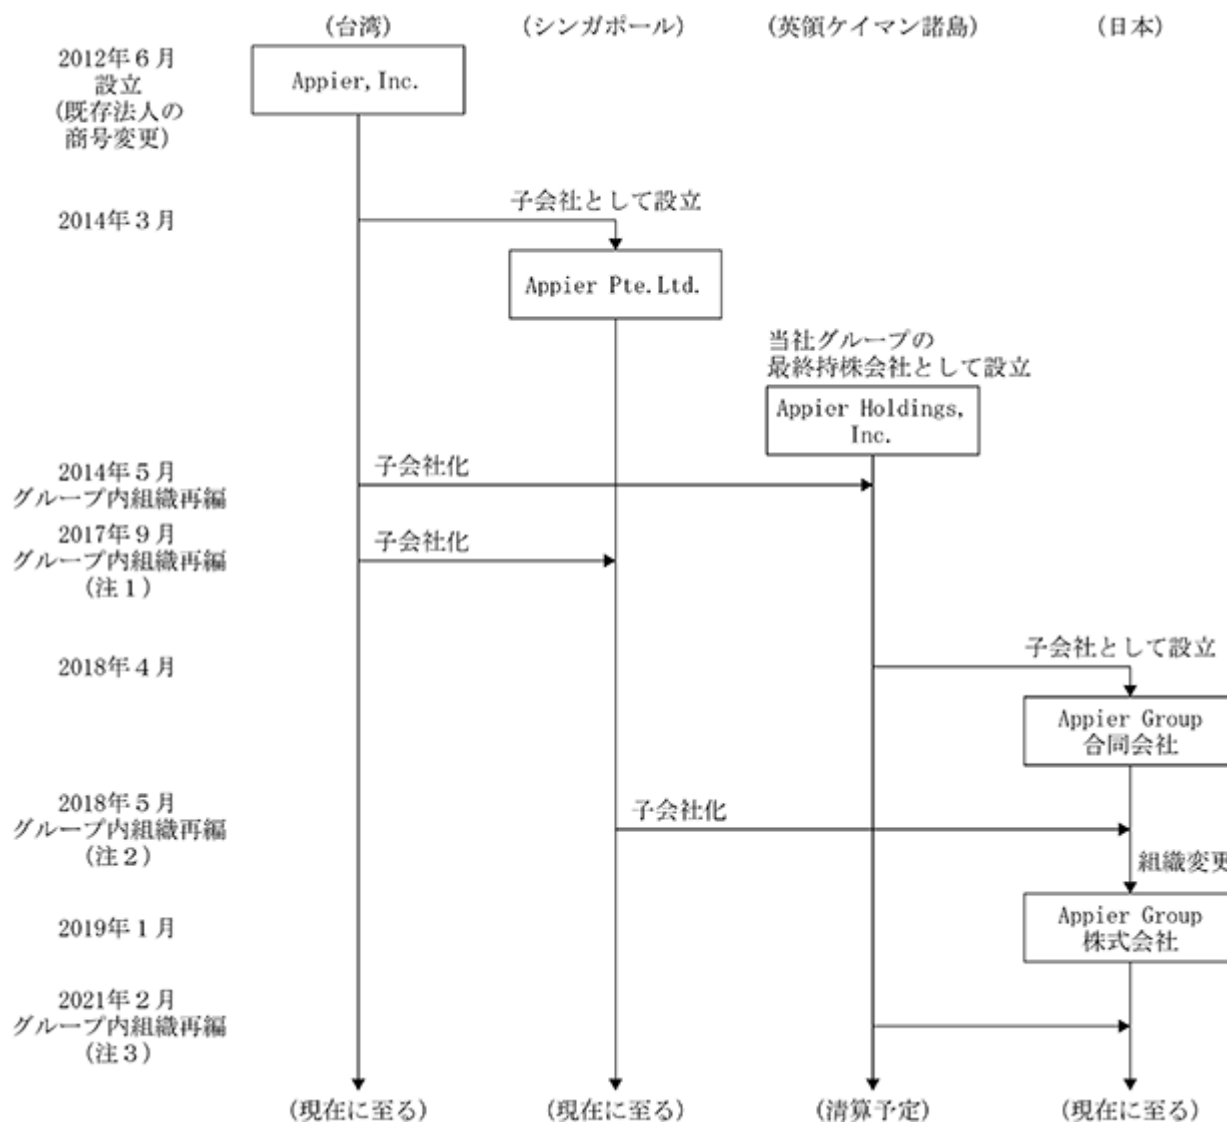 (台湾)
(シンガポール)
(英領ケイマン諸島)
(日本)
2012年6月
設立
(既存法人の
商号変更)
Appier,Inc.
2014年3月
子会社として設立
Appier Pte.Ltd.
当社グループの
最終持株会社として設立
Appier Holdings,
Inc.
2014年5月
グループ内組織再編
子会社化
2017年9月
グループ内組織再編
(注1)
子会社化
2018年4月
子会社として設立
Appier Group
合同会社
2018年5月
グループ内組織再編
(注2)
子会社化
組織変更
2019年1月
Appier Group
株式会社
2021年2月
グループ内組織再編
(注3)
(現在に至る)
(現在に至る)
(清算予定)
(現在に至る)